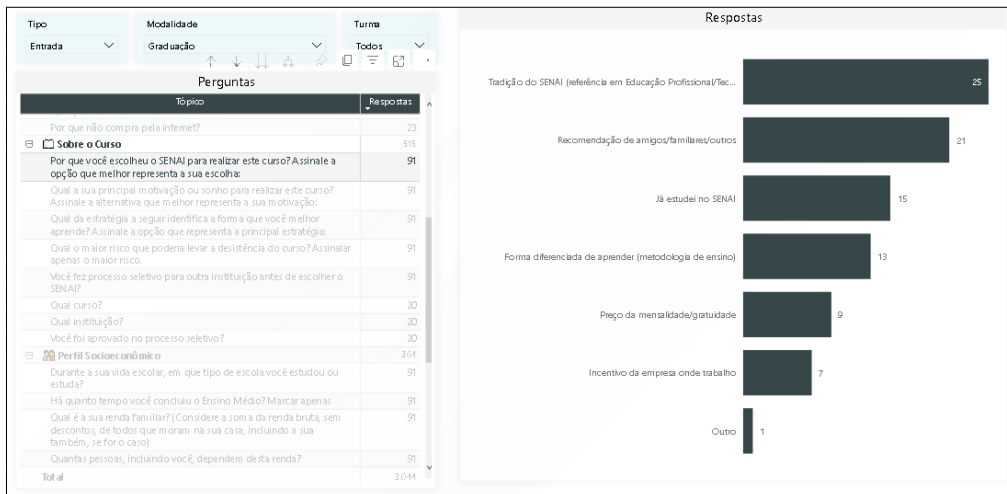 Tipo
Entrada
Modalidade
Graduação
Turma
Todos
Perguntas
Tópico Respostas
Por que não compra pela internet? 23
Sobre o Curso 515
Por que você escolheu o SENAI para realizar este curso? Assinale a 91
opção que melhor representa a sua escolha:
Qual a sua principal motivação ou sonho para realizar este curso? 91
Assinale a alternativa que melhor representa a sua motivação:
Qual da estratégia a seguir identifica a forma que você melhor 91
aprende? Assinale a opção que representa a principal estratégia:
Qual o maior risco que poderia levar a desistência do curso? Assinalar 91
apenas o maior risco.
Você fez processo seletivo para outra instituição antes de escolher o 91
SENAI?
Qual curso? 20
Qual instituição? 20
Você foi aprovado no processo seletivo? 20
Perfil Socioeconômico 364
Durante a sua vida escolar, em que tipo de escola você estudou ou 91
estuda?
Há quanto tempo você concluiu o Ensino Médio? Marcar apenas 91
Qual é a sua renda familiar? (Considere a soma da renda bruta, sem 91
descontos, de todos que moram na sua casa, incluindo a sua
também, se for o caso)
Quantas pessoas, incluindo você, dependem desta renda? 91
Total 3.044
Respostas
Tradição do SENAI (referência em Educação Profissional/Tec... 25
Recomendação de amigos/familiares/outros 21
Já estudei no SENAI 15
Forma diferenciada de aprender (metodologia de ensino) 13
Preço da mensalidade/gratuidade 9
Incentivo da empresa onde trabalho 7
Outro 1